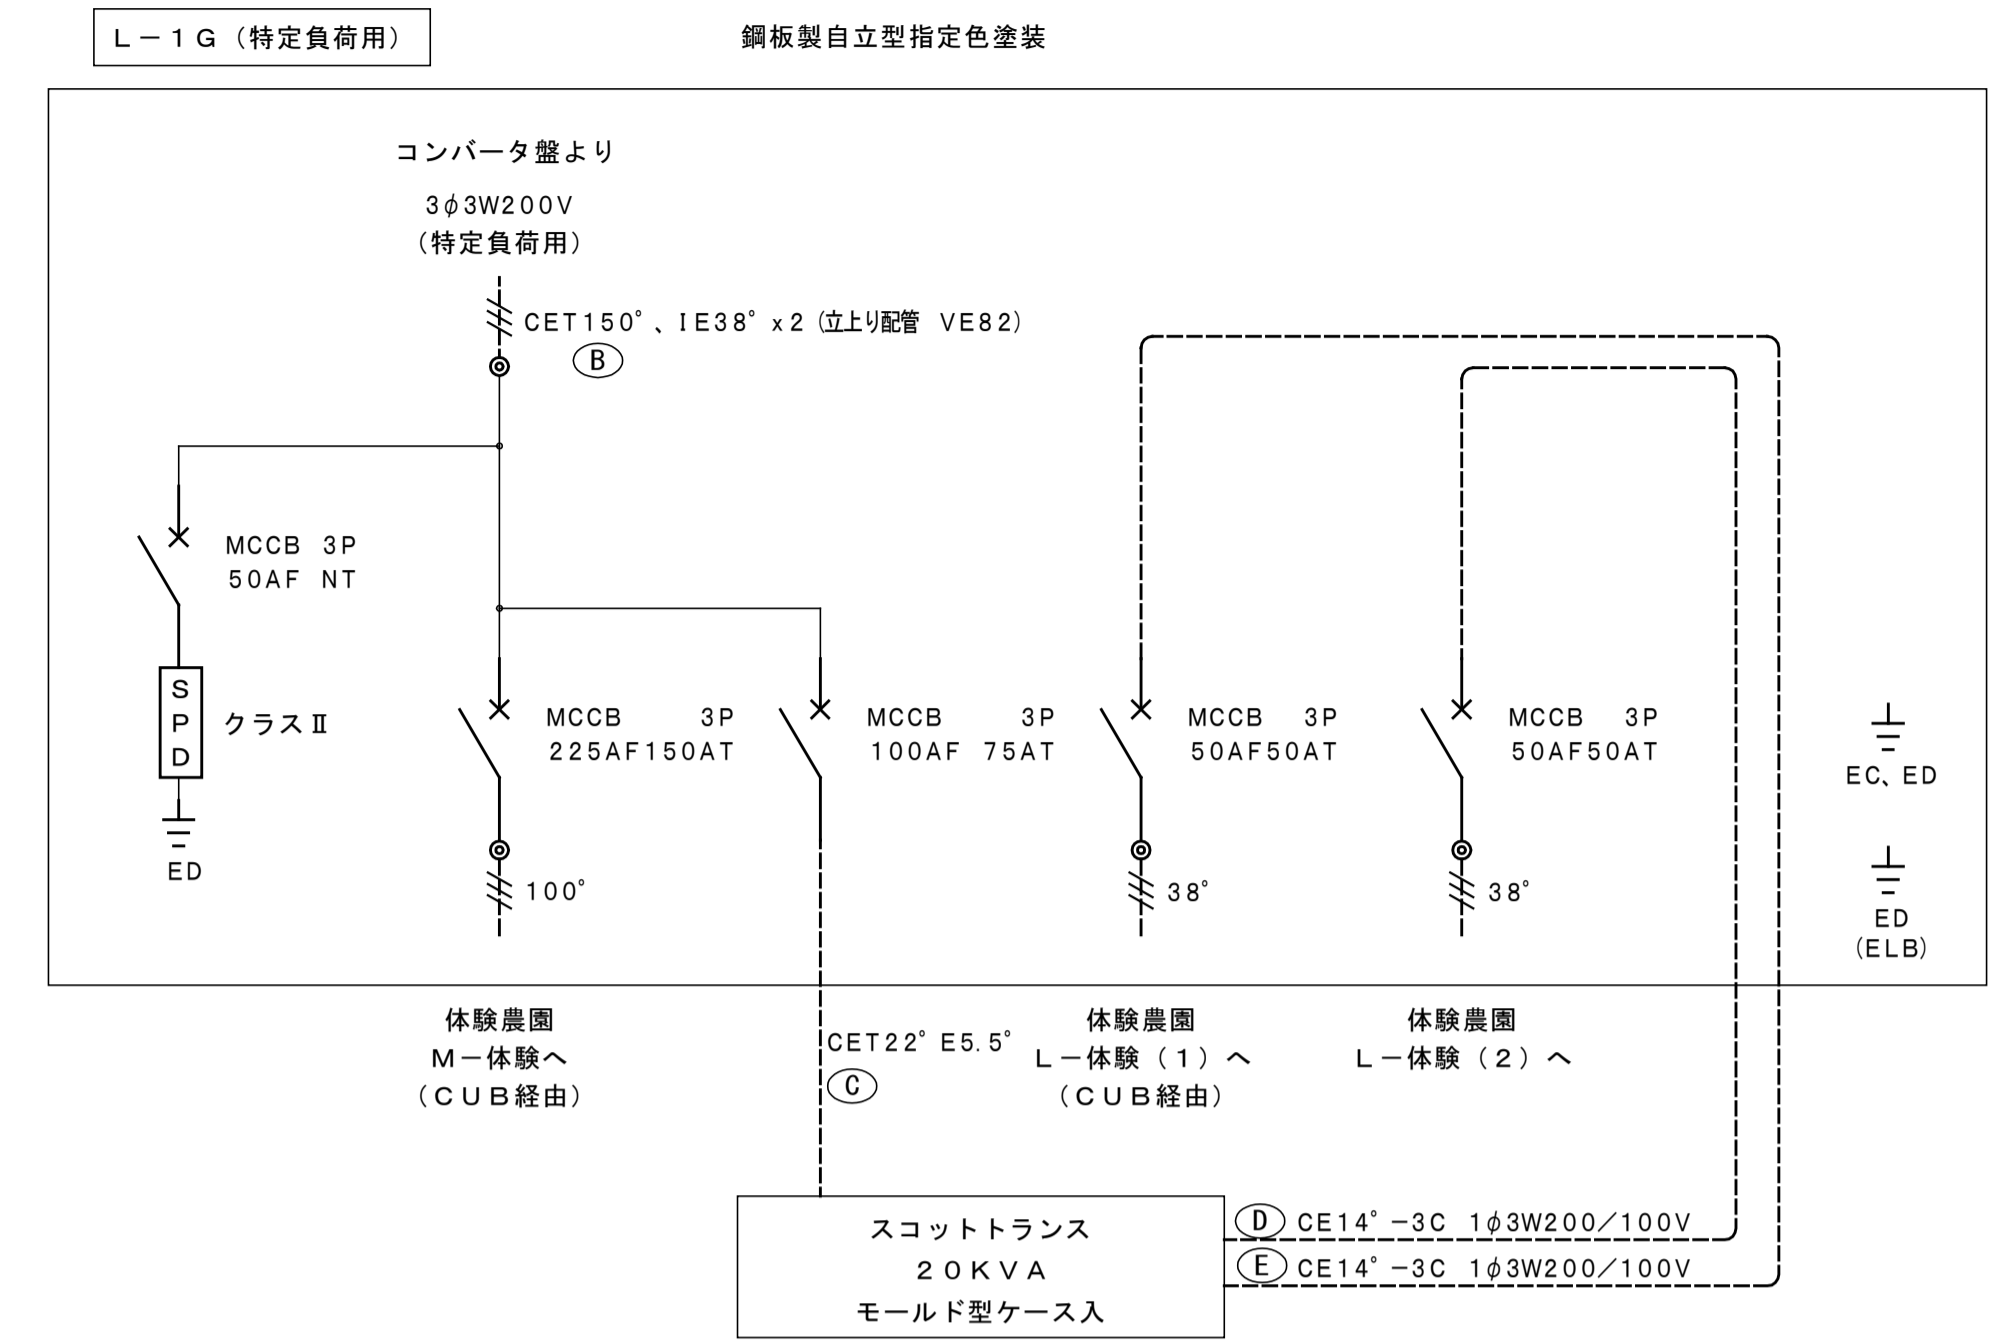 L－1G（特定負荷用）
鋼板製自立型指定色塗装
コンバータ盤より
3φ3W200V
（特定負荷用）
CET150°、IE38°x2（立上り配管 VE82）
B
MCCB 3P
50AF NT
S
P
D
クラスⅡ
ED
MCCB 3P
225AF150AT
100°
MCCB 3P
100AF 75AT
MCCB 3P
50AF50AT
38°
MCCB 3P
50AF50AT
38°
EC、ED
ED
（ELB）
体験農園
M－体験へ
（CUB経由）
CET22°E5.5°
C
体験農園
L－体験（1）へ
（CUB経由）
体験農園
L－体験（2）へ
スコットトランス
20KVA
モールド型ケース入
D CE14°－3C 1φ3W200／100V
E CE14°－3C 1φ3W200／100V